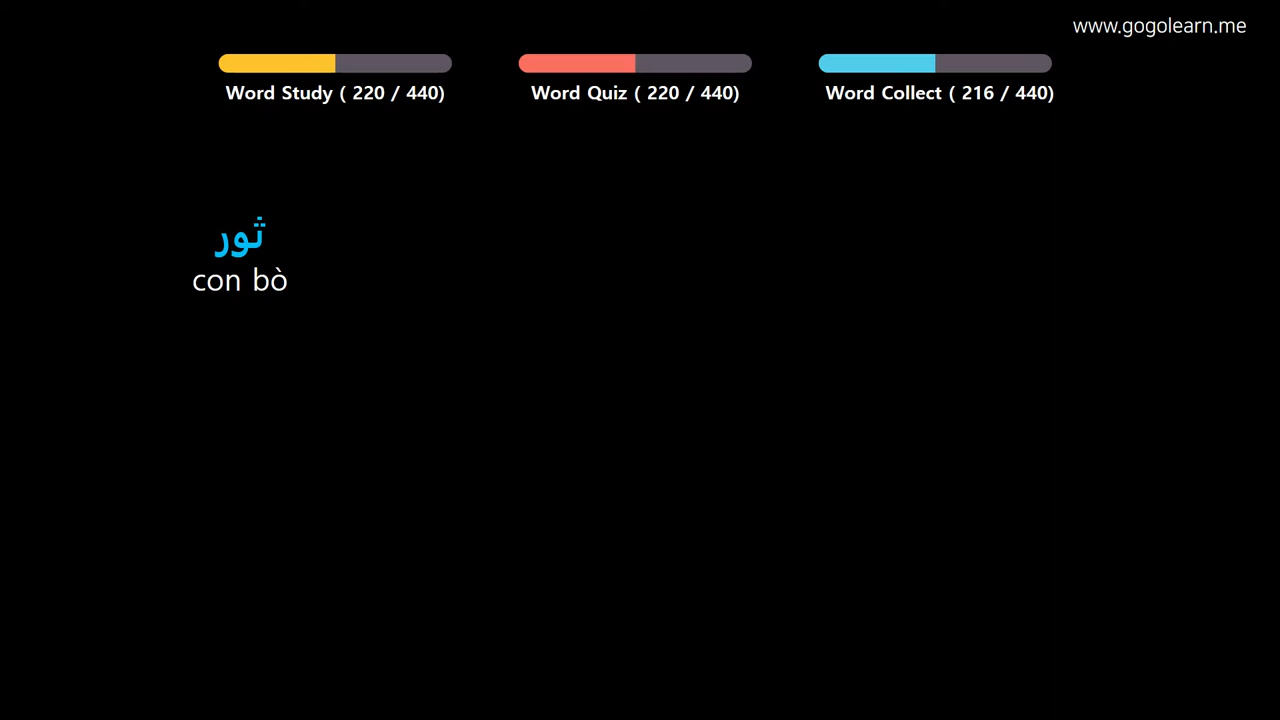 www.gogolearn.me
Word Study ( 220 / 440)
Word Quiz ( 220 / 440)
Word Collect ( 216 / 440)
ثور
con bò